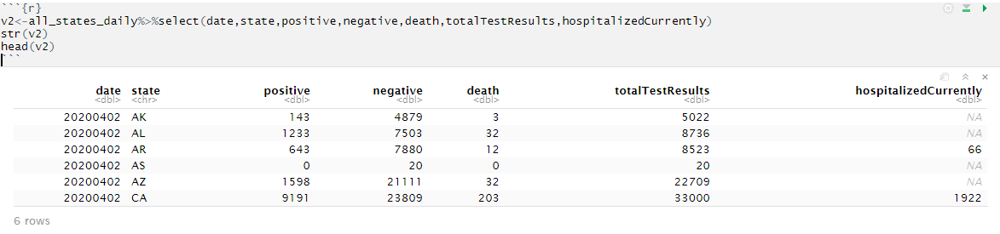 ```{r}
v2<-all_states_daily%>%select(date,state,positive,negative,death,totalTestResults,hospitalizedCurrently)
str(v2)
head(v2)
```
date state positive negative death totalTestResults hospitalizedCurrently
<dbl> <chr> <dbl> <dbl> <dbl> <dbl> <dbl>
20200402 AK 143 4879 3 5022 NA
20200402 AL 1233 7503 32 8736 NA
20200402 AR 643 7880 12 8523 66
20200402 AS 0 20 0 20 NA
20200402 AZ 1598 21111 32 22709 NA
20200402 CA 9191 23809 203 33000 1922
6 rows